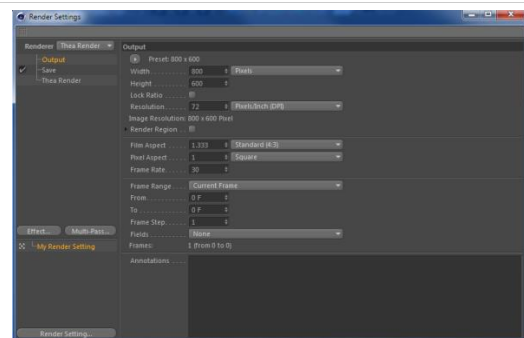 Render Settings
Renderer Thea Render
Output
Save
Thea Render
Effect... Multi-Pass...
My Render Setting
Render Setting...
Output
Preset: 800 x 600
Width 800 Pixels
Height 600
Lock Ratio
Resolution 72 Pixels/Inch (DPI)
Image Resolution: 800 x 600 Pixel
Render Region
Film Aspect 1.333 Standard (4:3)
Pixel Aspect 1 Square
Frame Rate 30
Frame Range Current Frame
From 0 F
To 0 F
Frame Step 1
Fields None
Frames: 1 (from 0 to 0)
Annotations